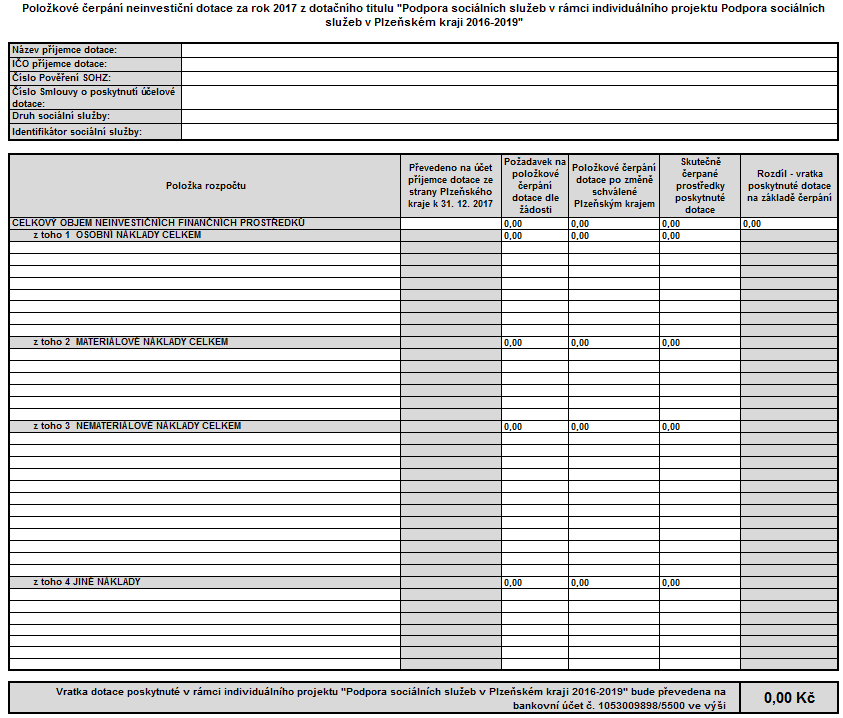 Položkové čerpání neinvestiční dotace za rok 2017 z dotačního titulu "Podpora sociálních služeb v rámci individuálního projektu Podpora sociálních
služeb v Plzeňském kraji 2016-2019"
Název příjemce dotace:
IČO příjemce dotace:
Číslo Pověření SOHZ:
Číslo Smlouvy o poskytnutí účelové
dotace:
Druh sociální služby:
Identifikátor sociální služby:
Položka rozpočtu
Převedeno na účet
příjemce dotace ze
strany Plzeňského
kraje k 31. 12. 2017
Požadavek na
položkové
čerpání
dotace dle
žádosti
Položkové čerpání
dotace po změně
schválené
Plzeňským krajem
Skutečně
čerpané
prostředky
poskytnuté
dotace
Rozdíl - vratka
poskytnuté dotace
na základě čerpání
CELKOVÝ OBJEM NEINVESTIČNÍCH FINANČNÍCH PROSTŘEDKŮ 0,00 0,00 0,00 0,00
z toho 1 OSOBNÍ NÁKLADY CELKEM 0,00 0,00 0,00
z toho 2 MATERIÁLOVÉ NÁKLADY CELKEM 0,00 0,00 0,00
z toho 3 NEMATERIÁLOVÉ NÁKLADY CELKEM 0,00 0,00 0,00
z toho 4 JINÉ NÁKLADY 0,00 0,00 0,00
Vratka dotace poskytnuté v rámci individuálního projektu "Podpora sociálních služeb v Plzeňském kraji 2016-2019" bude převedena na
bankovní účet č. 1053009898/5500 ve výši
0,00 Kč